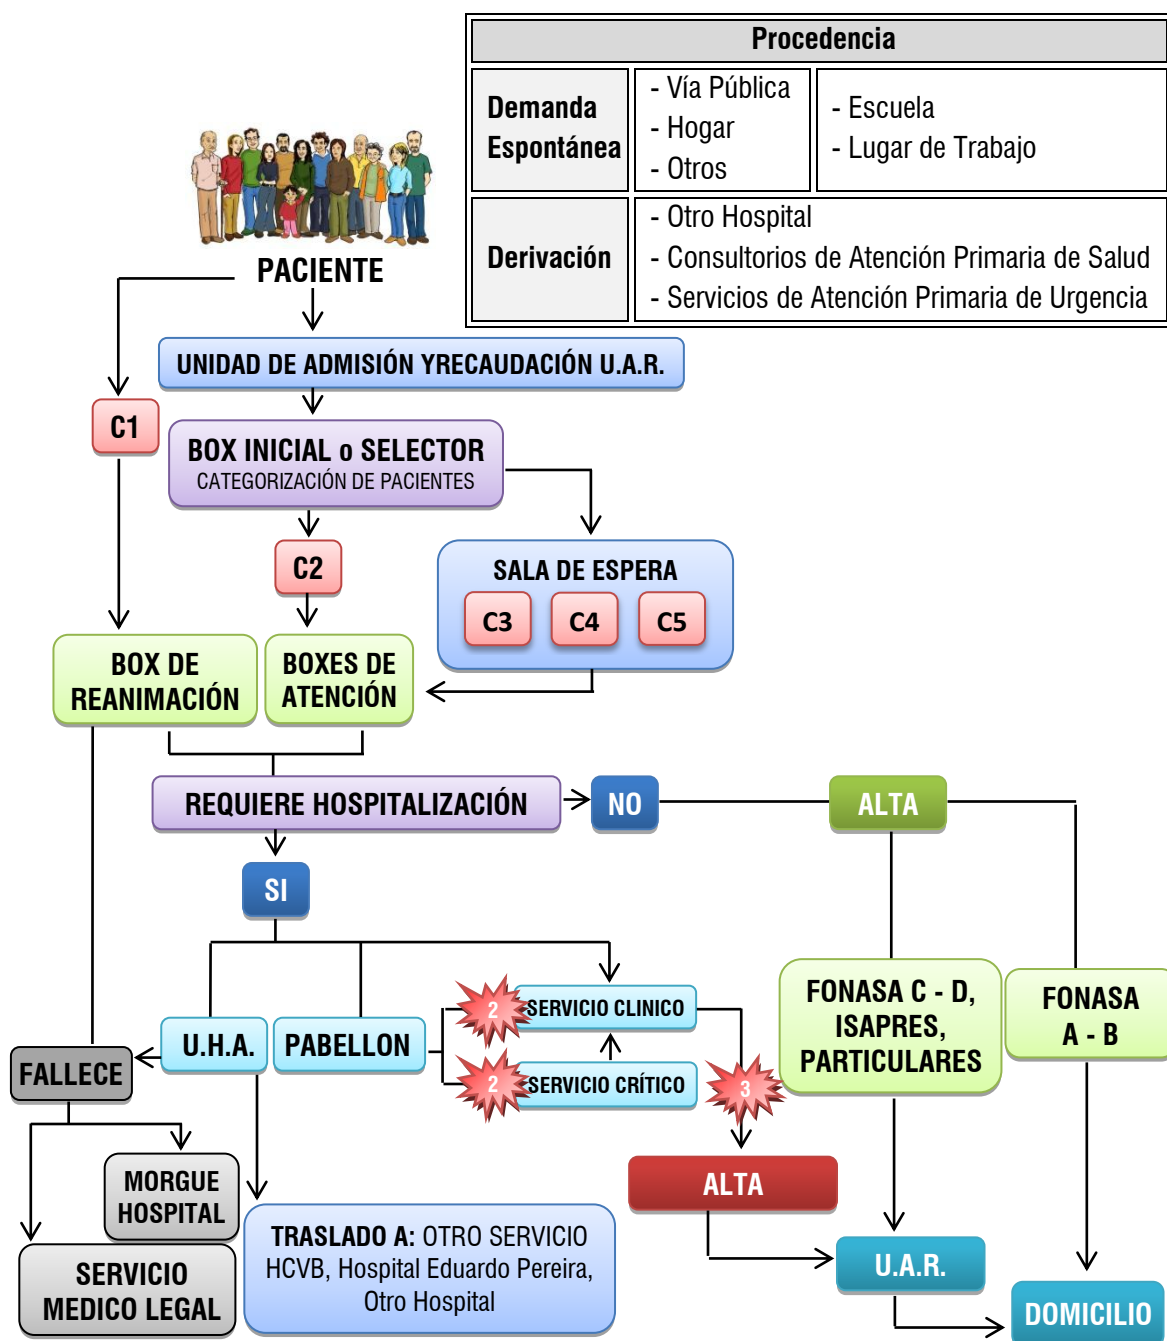 Procedencia
Demanda
Espontánea
- Vía Pública
- Hogar
- Otros
- Escuela
- Lugar de Trabajo
Derivación
- Otro Hospital
- Consultorios de Atención Primaria de Salud
- Servicios de Atención Primaria de Urgencia
PACIENTE
UNIDAD DE ADMISIÓN YRECAUDACIÓN U.A.R.
C1
BOX INICIAL o SELECTOR
CATEGORIZACIÓN DE PACIENTES
C2
SALA DE ESPERA
C3
C4
C5
BOX DE
REANIMACIÓN
BOXES DE
ATENCIÓN
REQUIERE HOSPITALIZACIÓN
NO
ALTA
SI
FONASA C - D,
ISAPRES,
PARTICULARES
FONASA
A - B
2
SERVICIO CLINICO
U.H.A.
PABELLON
2
SERVICIO CRÍTICO
3
FALLECE
MORGUE
HOSPITAL
ALTA
TRASLADO A: OTRO SERVICIO
HCVB, Hospital Eduardo Pereira,
Otro Hospital
SERVICIO
MEDICO LEGAL
U.A.R.
DOMICILIO